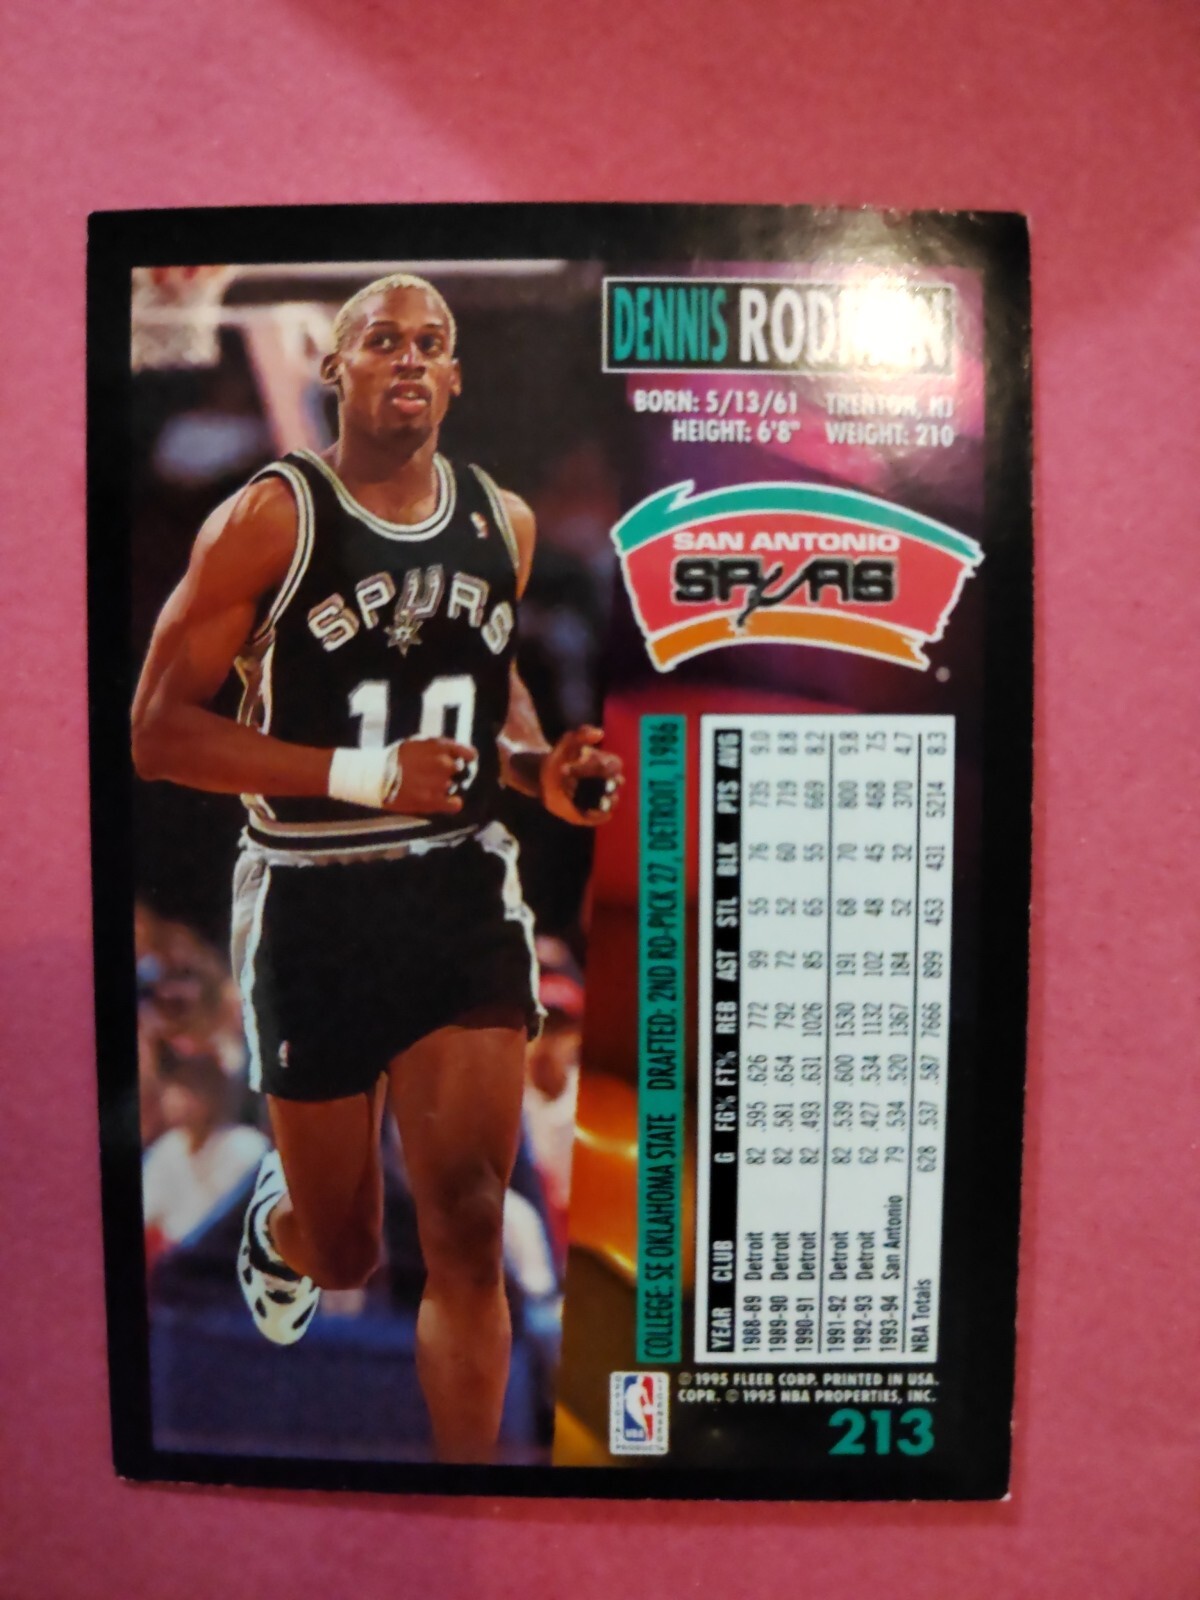 DENNIS RODMAN
BORN: 5/13/61 TRENTON, NJ
HEIGHT: 6'8" WEIGHT: 210
SAN ANTONIO
SPURS
®
SPURS
10
COLLEGE: SE OKLAHOMA STATE DRAFTED: 2ND RD-PICK 27, DETROIT, 1986
YEAR CLUB G FG% FT% REB AST STL BLK PTS AVG
1988-89 Detroit 82 .595 .626 772 99 55 76 735 9.0
1989-90 Detroit 82 .581 .654 792 72 52 60 719 8.8
1990-91 Detroit 82 .493 .631 1026 85 65 55 669 8.2
1991-92 Detroit 82 .539 .600 1530 191 68 70 800 9.8
1992-93 Detroit 62 .427 .534 1132 102 48 45 468 7.5
1993-94 San Antonio 79 .534 .520 1367 184 52 32 370 4.7
NBA Totals 628 .537 .587 7666 899 453 431 5214 8.3
NBA
© 1995 FLEER CORP. PRINTED IN USA.
COPR. © 1995 NBA PROPERTIES, INC.
213